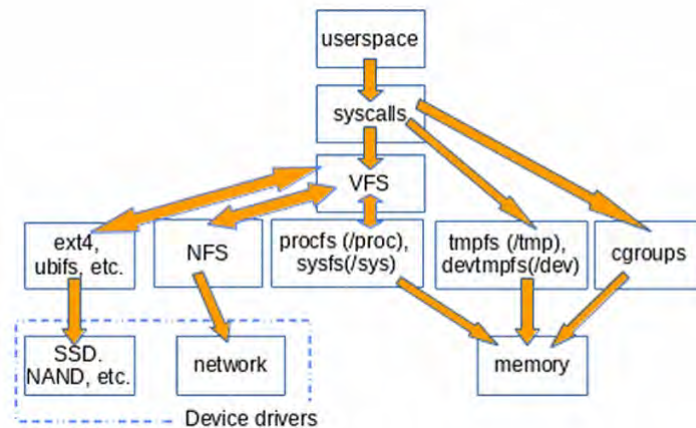 userspace
syscalls
VFS
ext4,
ubifs, etc.
NFS
procfs (/proc),
sysfs(/sys)
tmpfs (/tmp),
devtmpfs(/dev)
cgroups
SSD.
NAND, etc.
network
memory
Device drivers